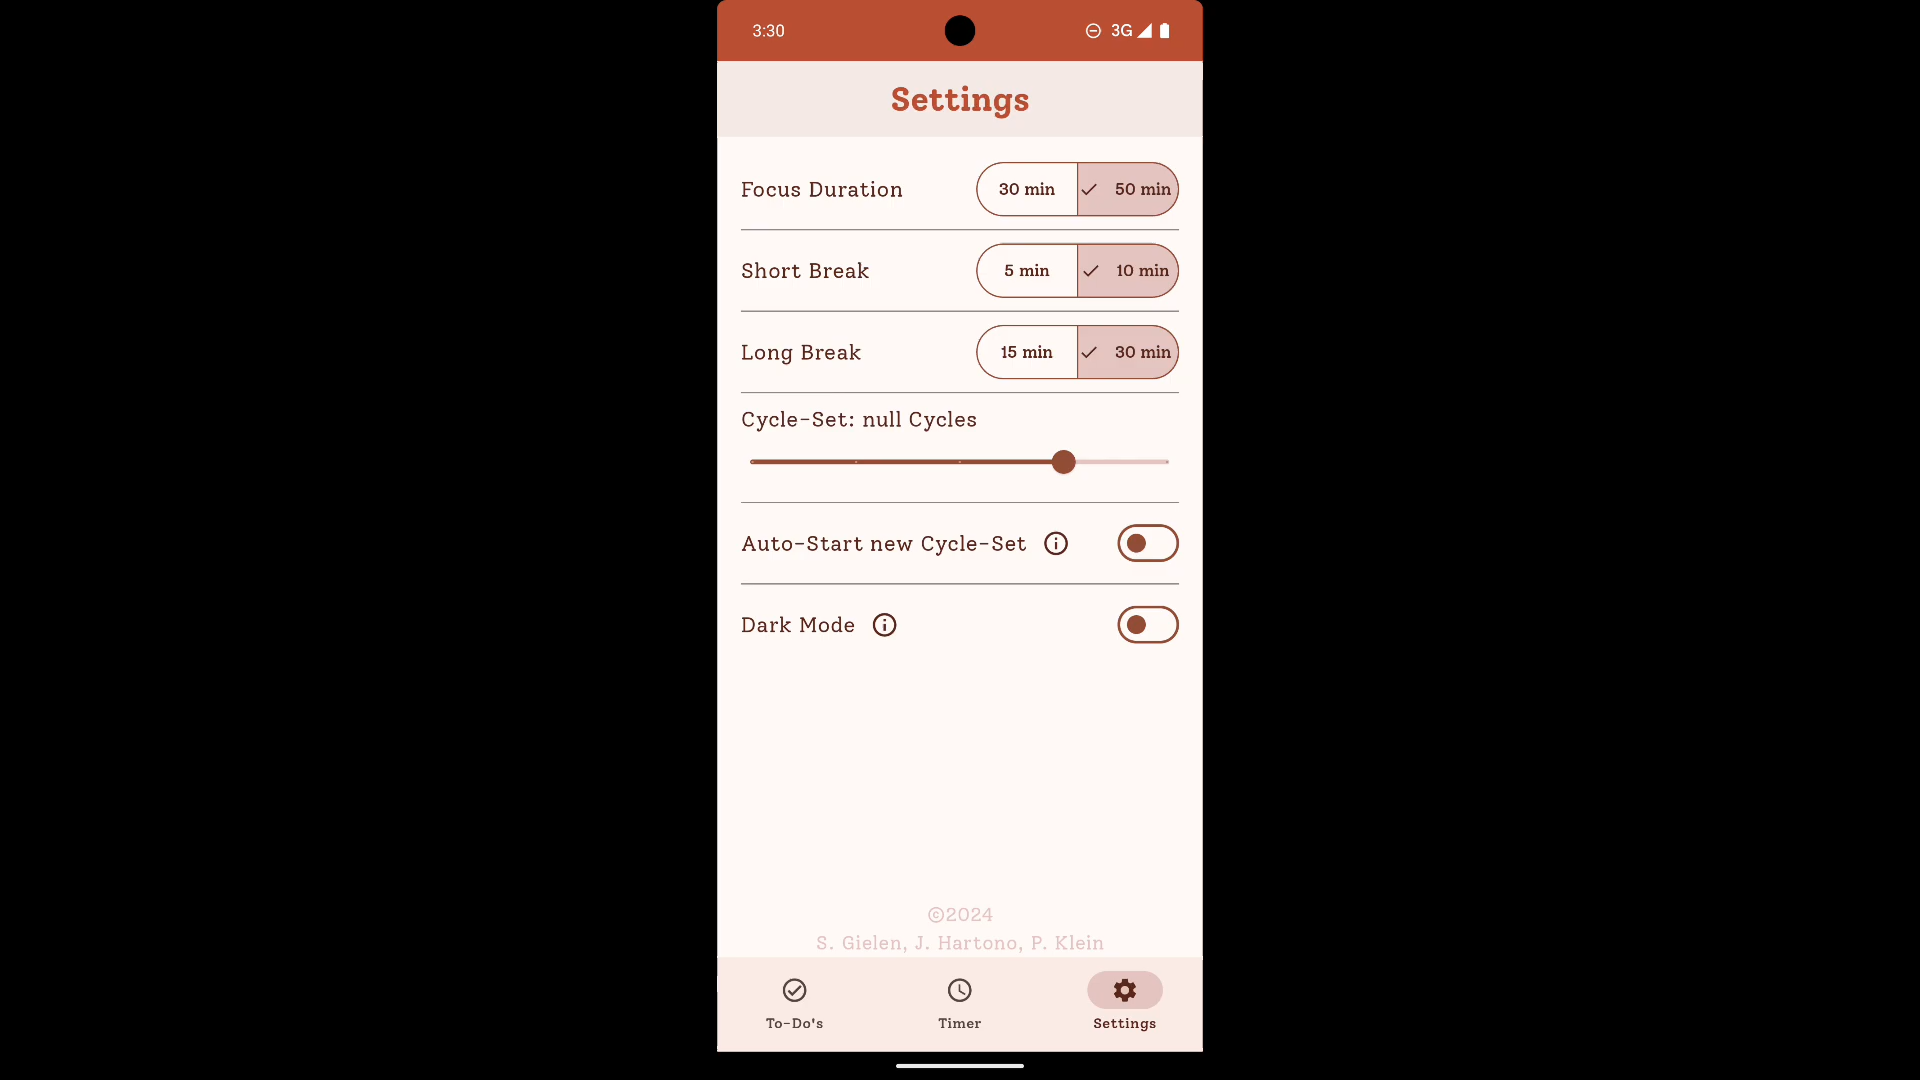 3:30
3G
Settings
Focus Duration
30 min
50 min
Short Break
5 min
10 min
Long Break
15 min
30 min
Cycle-Set: null Cycles
Auto-Start new Cycle-Set
Dark Mode
©2024
S. Gielen, J. Hartono, P. Klein
To-Do's
Timer
Settings